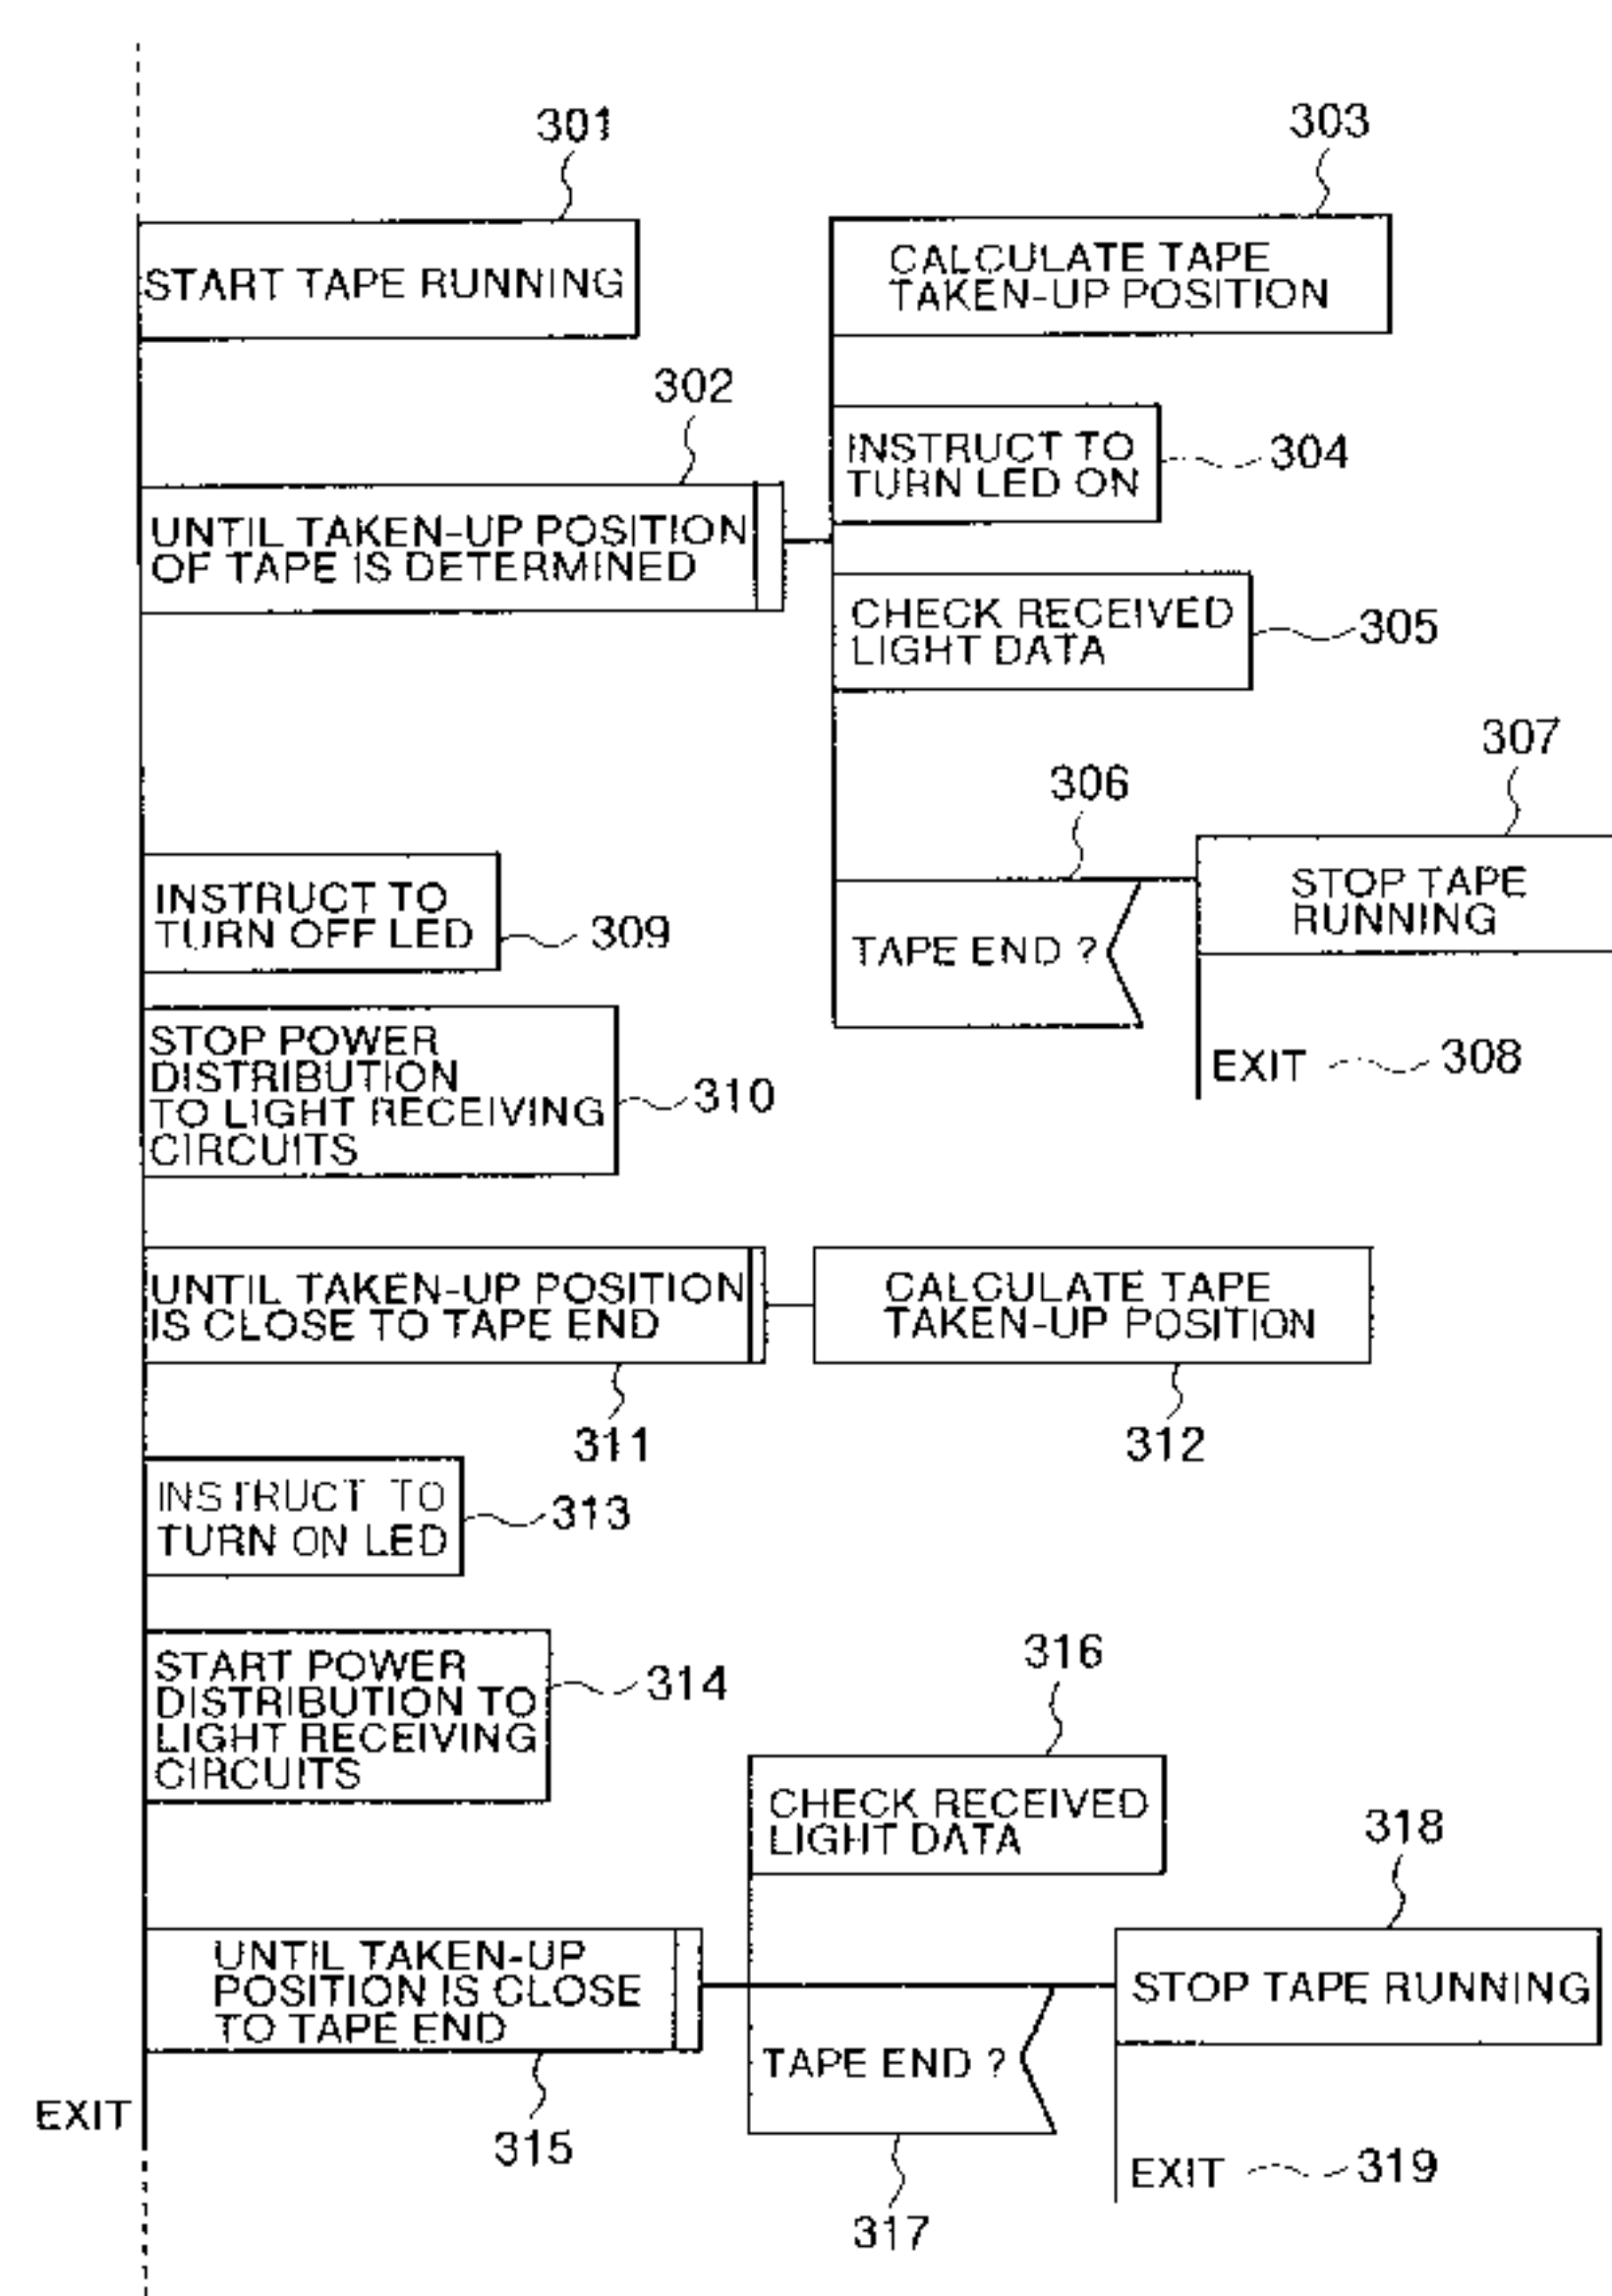 301
START TAPE RUNNING
302
UNTIL TAKEN-UP POSITION
OF TAPE IS DETERMINED
303
CALCULATE TAPE
TAKEN-UP POSITION
INSTRUCT TO
TURN LED ON
304
CHECK RECEIVED
LIGHT DATA
305
306
TAPE END ?
307
STOP TAPE
RUNNING
EXIT
308
INSTRUCT TO
TURN OFF LED
309
STOP POWER
DISTRIBUTION
TO LIGHT RECEIVING
CIRCUITS
310
UNTIL TAKEN-UP POSITION
IS CLOSE TO TAPE END
311
CALCULATE TAPE
TAKEN-UP POSITION
312
INSTRUCT TO
TURN ON LED
313
START POWER
DISTRIBUTION TO
LIGHT RECEIVING
CIRCUITS
314
UNTIL TAKEN-UP
POSITION IS CLOSE
TO TAPE END
315
316
CHECK RECEIVED
LIGHT DATA
TAPE END ?
317
318
STOP TAPE RUNNING
EXIT
319
EXIT